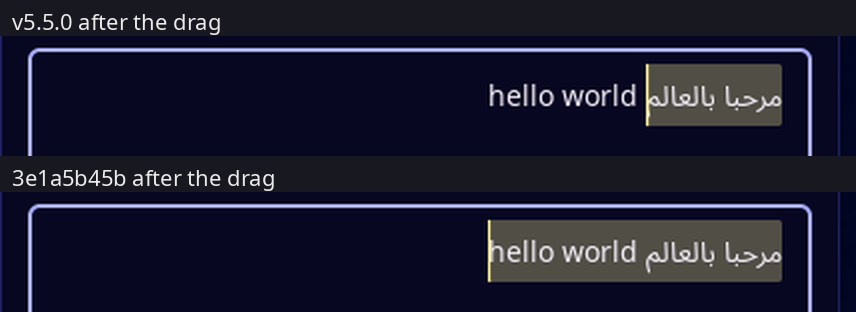 v5.5.0 after the drag
مرحبا بالعالم hello world
3e1a5b45b after the drag
مرحبا بالعالم hello world